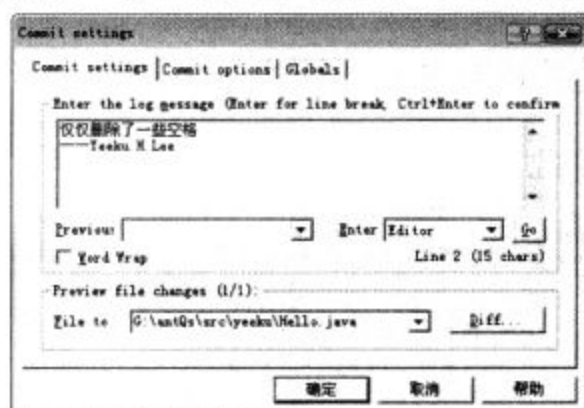 Commit settings
Commit settings Commit options Globals
Enter the log message (Enter for line break, Ctrl+Enter to confirm
仅仅删除了一些空格
——Yeeku H Lee
Previous Enter Editor Go
Word Wrap Line 2 (15 chars)
Preview file changes (1/1):
File to G:\antQs\src\yeeku\Hello.java Diff...
确定 取消 帮助